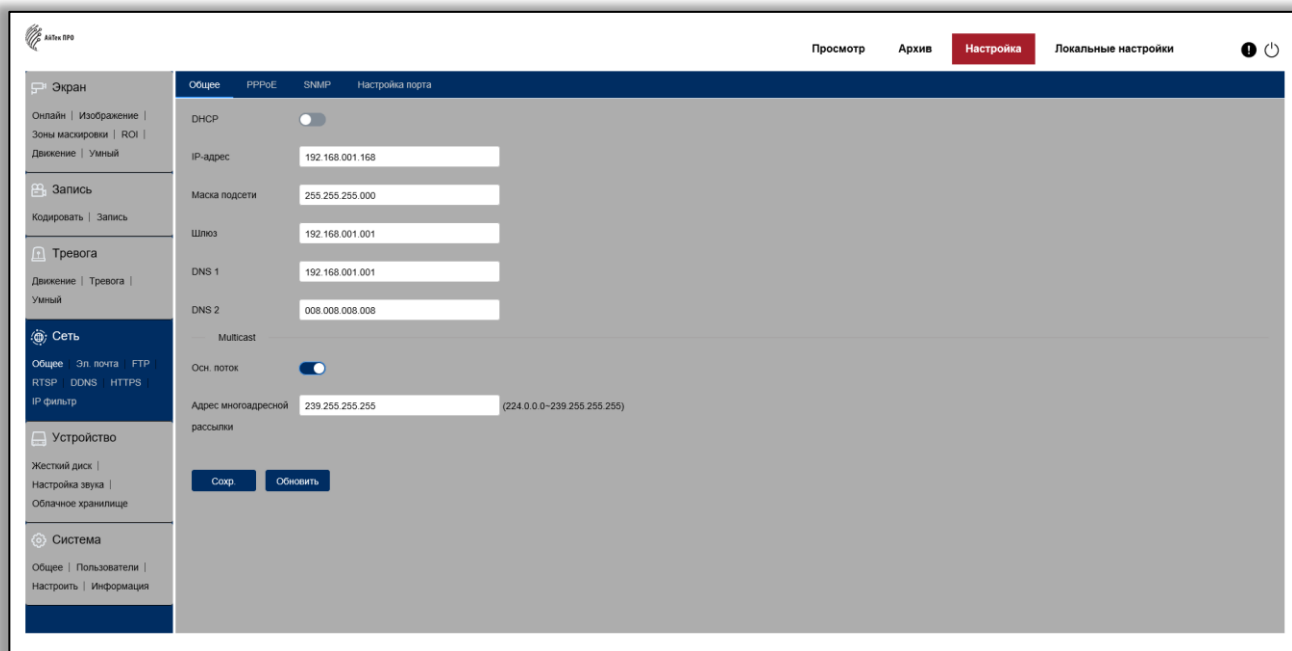 АйТек ПРО
Просмотр Архив Настройка Локальные настройки
Экран
Онлайн | Изображение |
Зоны маскировки | ROI |
Движение | Умный
Запись
Кодировать | Запись
Тревога
Движение | Тревога |
Умный
Сеть
Общее | Эл. почта | FTP |
RTSP | DDNS | HTTPS |
IP фильтр
Устройство
Жесткий диск |
Настройка звука |
Облачное хранилище
Система
Общее | Пользователи |
Настроить | Информация
Общее PPPoE SNMP Настройка порта
DHCP
IP-адрес 192.168.001.168
Маска подсети 255.255.255.000
Шлюз 192.168.001.001
DNS 1 192.168.001.001
DNS 2 008.008.008.008
Multicast
Осн. поток
Адрес многоадресной 239.255.255.255 (224.0.0.0~239.255.255.255)
рассылки
Сохр. Обновить